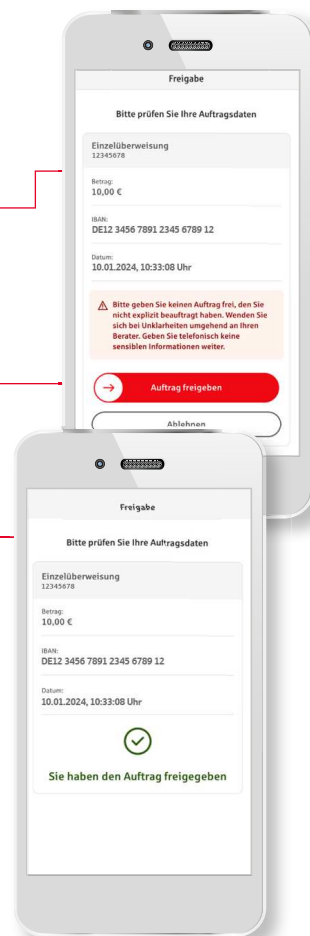 Freigabe
Bitte prüfen Sie Ihre Auftragsdaten
Einzelüberweisung
12345678
Betrag:
10,00 €
IBAN:
DE12 3456 7891 2345 6789 12
Datum:
10.01.2024, 10:33:08 Uhr
Bitte geben Sie keinen Auftrag frei, den Sie
nicht explizit beauftragt haben. Wenden Sie
sich bei Unklarheiten umgehend an Ihren
Berater. Geben Sie telefonisch keine
sensiblen Informationen weiter.
Auftrag freigeben
Ablehnen
Freigabe
Bitte prüfen Sie Ihre Auftragsdaten
Einzelüberweisung
12345678
Betrag:
10,00 €
IBAN:
DE12 3456 7891 2345 6789 12
Datum:
10.01.2024, 10:33:08 Uhr
Sie haben den Auftrag freigegeben